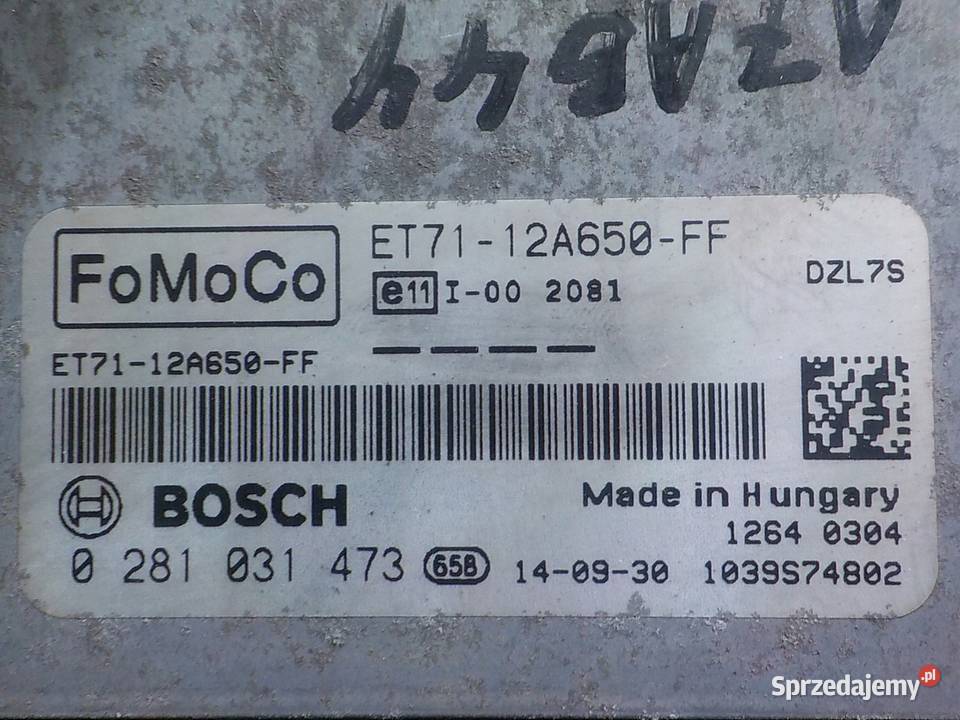 FoMoCo
ET71-12A650-FF
e11 I-00 2081
DZL7S
ET71-12A650-FF
BOSCH
Made in Hungary
1264 0304
0 281 031 473 65B 14-09-30 1039S74802
Sprzedajemy.pl